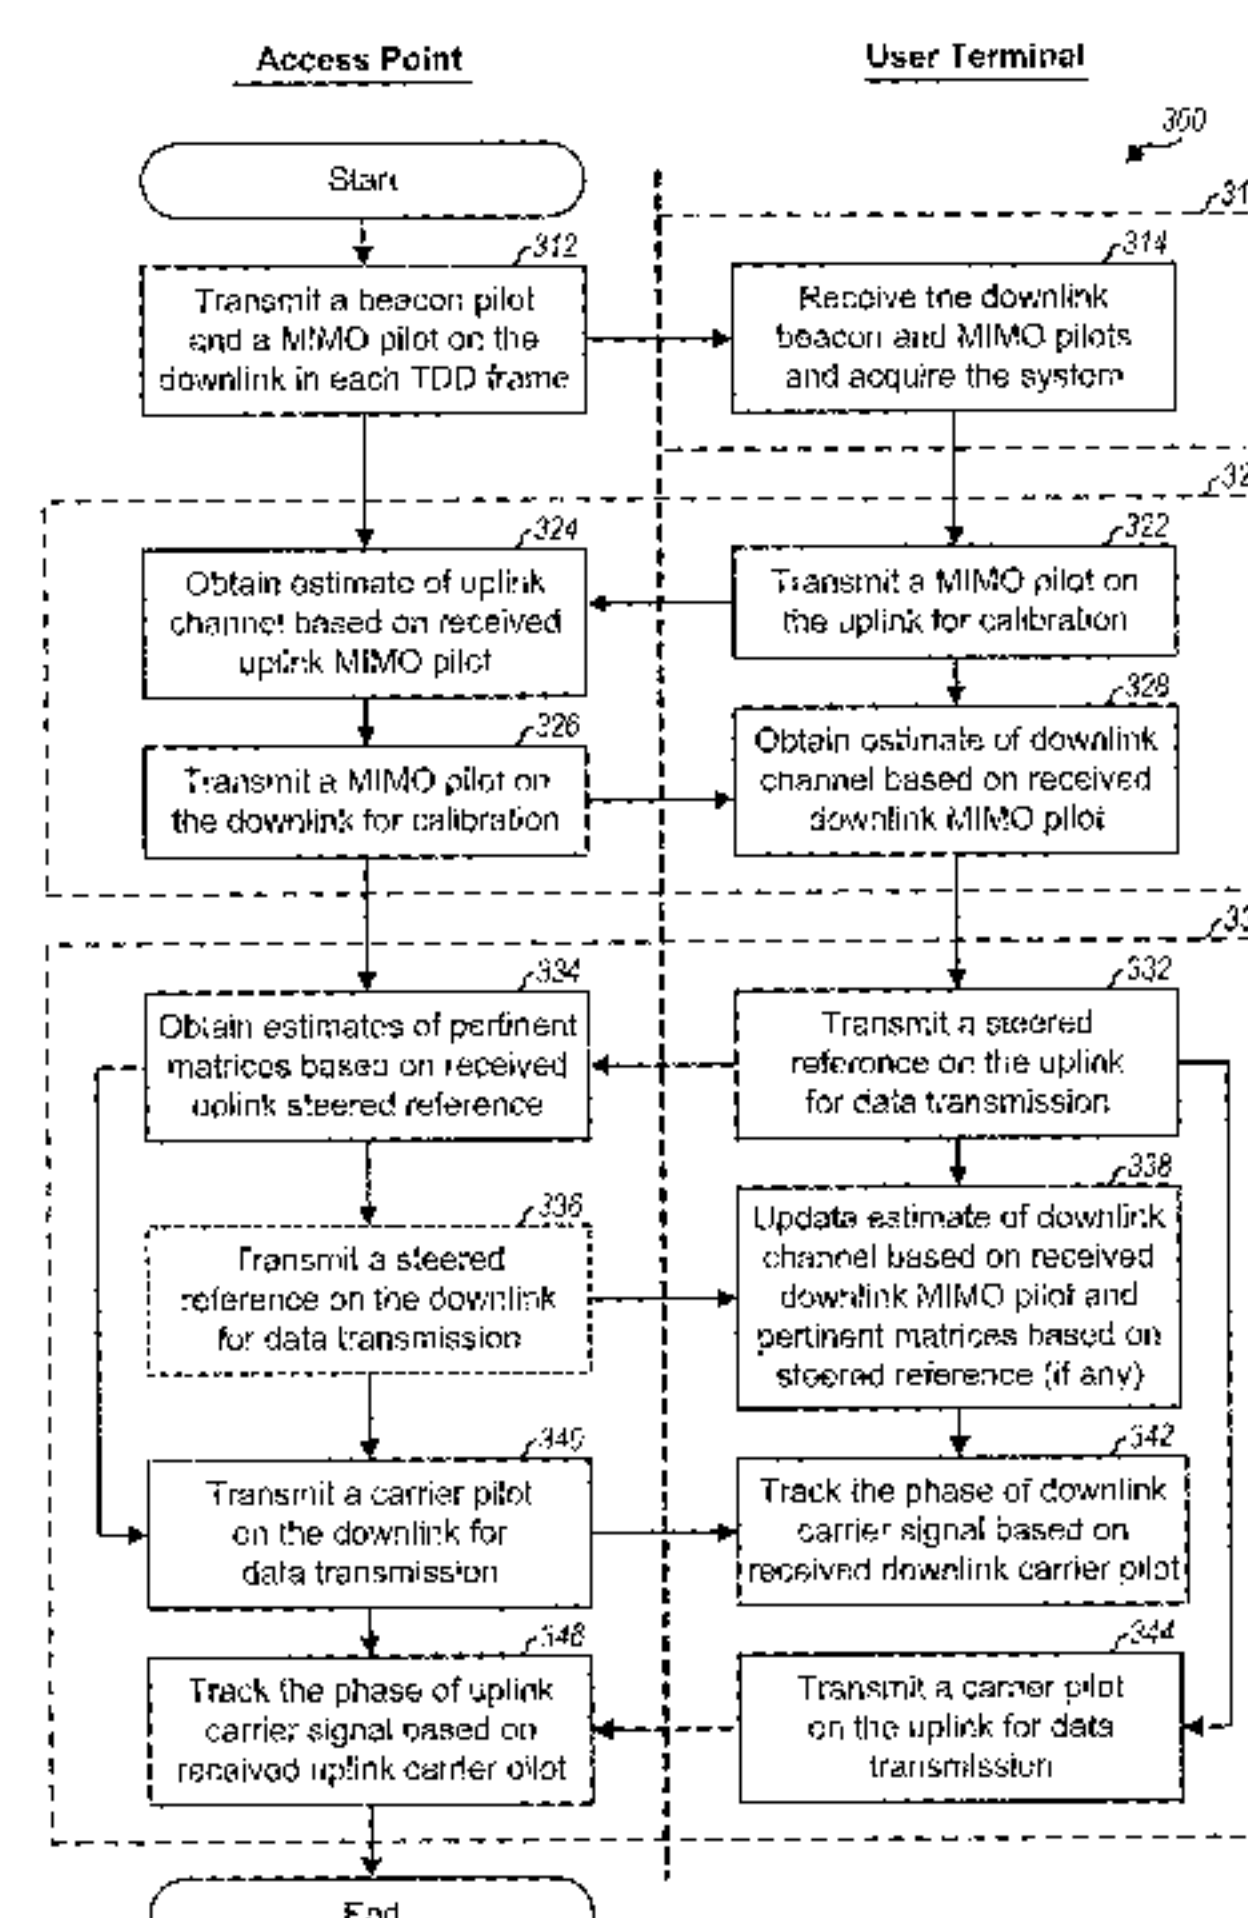 Access Point
User Terminal
300
Start
31
312
Transmit a beacon pilot
and a MIMO pilot on the
downlink in each TDD frame
314
Receive the downlink
beacon and MIMO pilots
and acquire the system
32
324
Obtain estimate of uplink
channel based on received
uplink MIMO pilot
322
Transmit a MIMO pilot on
the uplink for calibration
326
Transmit a MIMO pilot on
the downlink for calibration
328
Obtain estimate of downlink
channel based on received
downlink MIMO pilot
33
334
Obtain estimates of pertinent
matrices based on received
uplink steered reference
332
Transmit a steered
reference on the uplink
for data transmission
336
Transmit a steered
reference on the downlink
for data transmission
338
Update estimate of downlink
channel based on received
downlink MIMO pilot and
pertinent matrices based on
steered reference (if any)
340
Transmit a carrier pilot
on the downlink for
data transmission
342
Track the phase of downlink
carrier signal based on
received downlink carrier pilot
346
Track the phase of uplink
carrier signal based on
received uplink carrier pilot
344
Transmit a carrier pilot
on the uplink for data
transmission
End